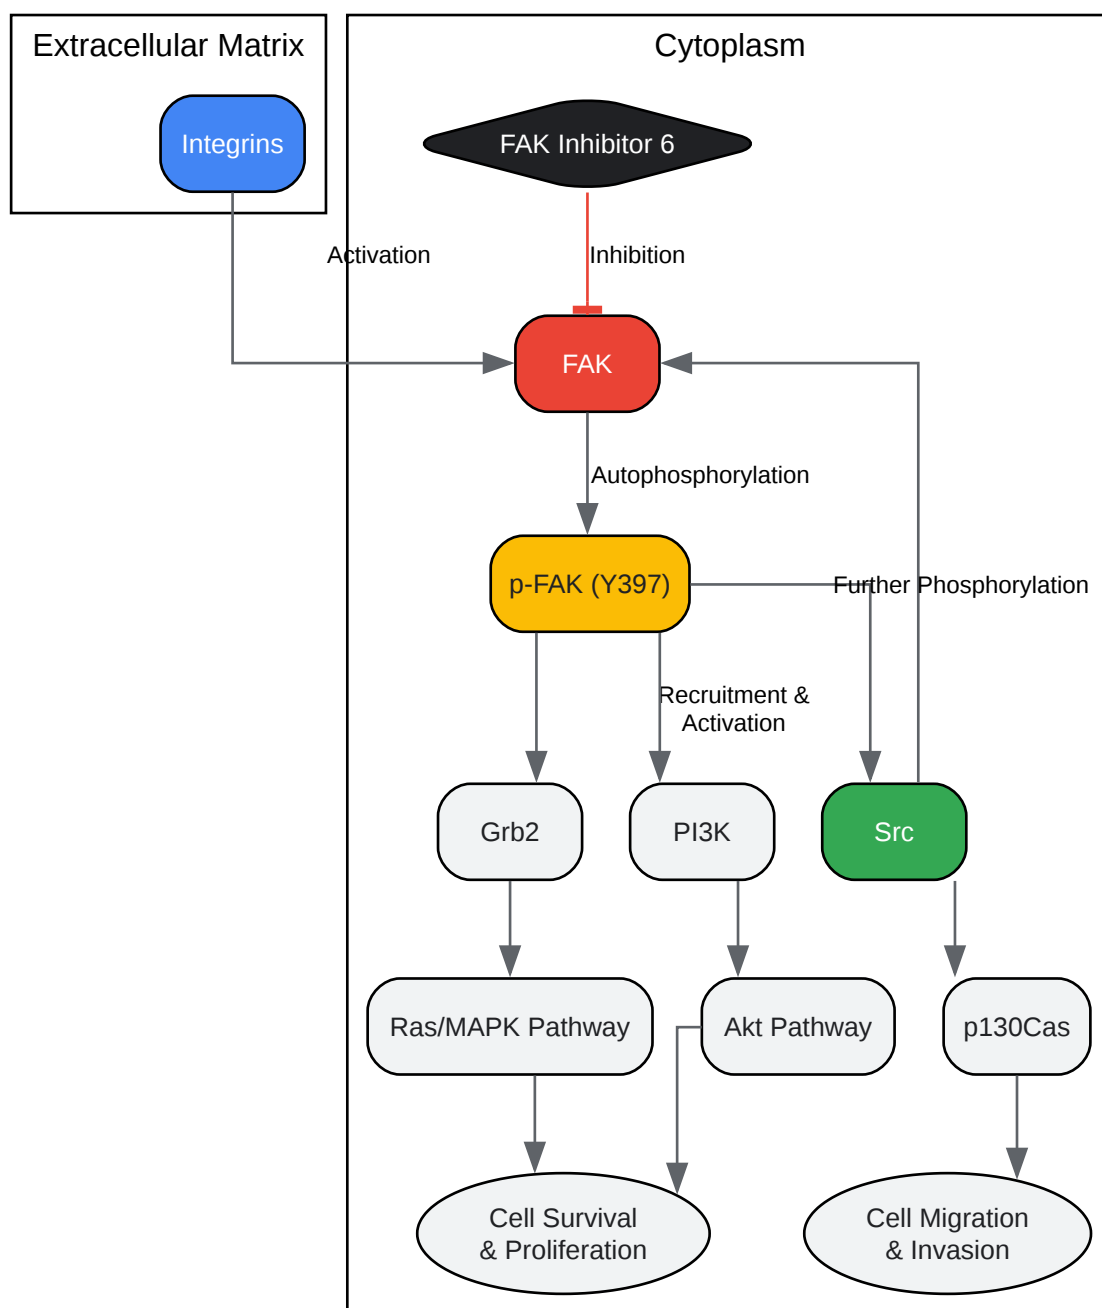 Extracellular Matrix
Cytoplasm
Integrins
FAK Inhibitor 6
Activation
Inhibition
FAK
Autophosphorylation
p-FAK (Y397)
Further Phosphorylation
Recruitment &
Activation
Grb2
PI3K
Src
Ras/MAPK Pathway
Akt Pathway
p130Cas
Cell Survival
& Proliferation
Cell Migration
& Invasion